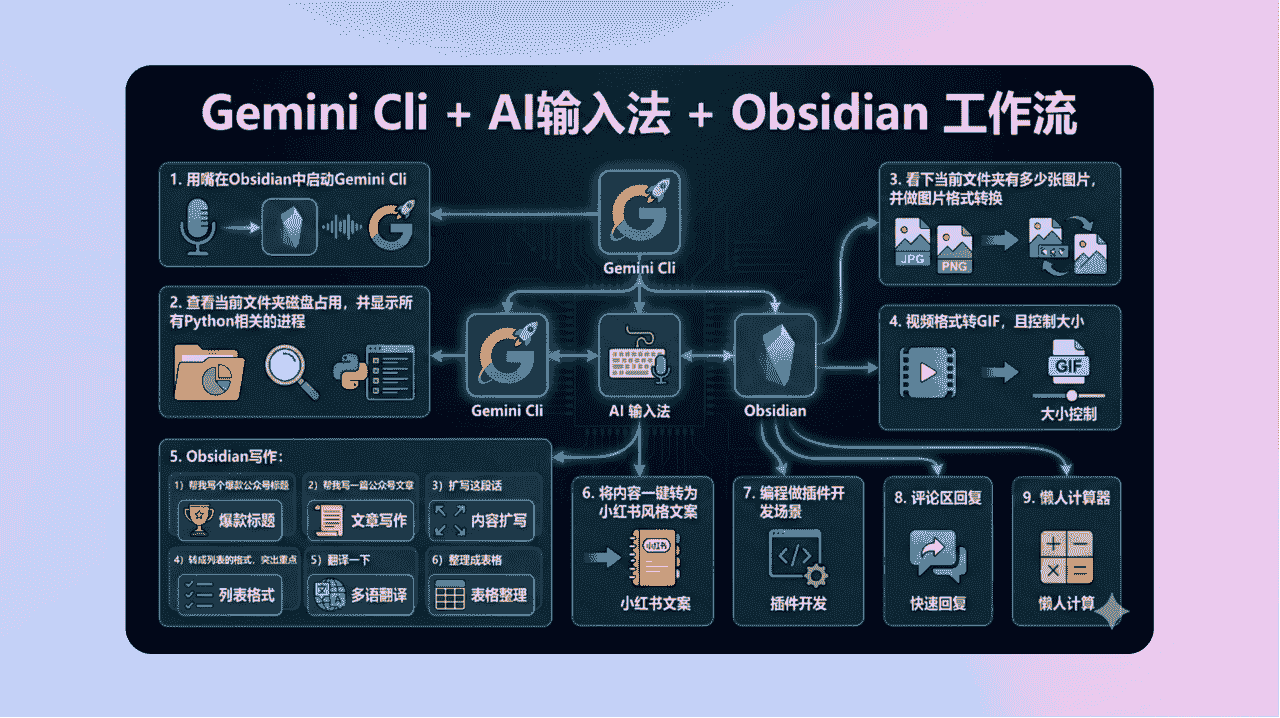 Gemini Cli + AI输入法 + Obsidian 工作流
1. 用嘴在Obsidian中启动Gemini Cli
Gemini Cli
3. 看下当前文件夹有多少张图片，
并做图片格式转换
JPG
PNG
2. 查看当前文件夹磁盘占用，并显示所
有Python相关的进程
Gemini Cli
AI 输入法
Obsidian
4. 视频格式转GIF，且控制大小
GIF
大小控制
5. Obsidian写作：
1）帮我写个爆款公众号标题
爆款标题
2）帮我写一篇公众号文章
文章写作
3）扩写这段话
内容扩写
4）转成列表的格式，突出重点
列表格式
5）翻译一下
多语翻译
6）整理成表格
表格整理
6. 将内容一键转为
小红书风格文案
小红书
小红书文案
7. 编程做插件开
发场景
插件开发
8. 评论区回复
快速回复
9. 懒人计算器
懒人计算